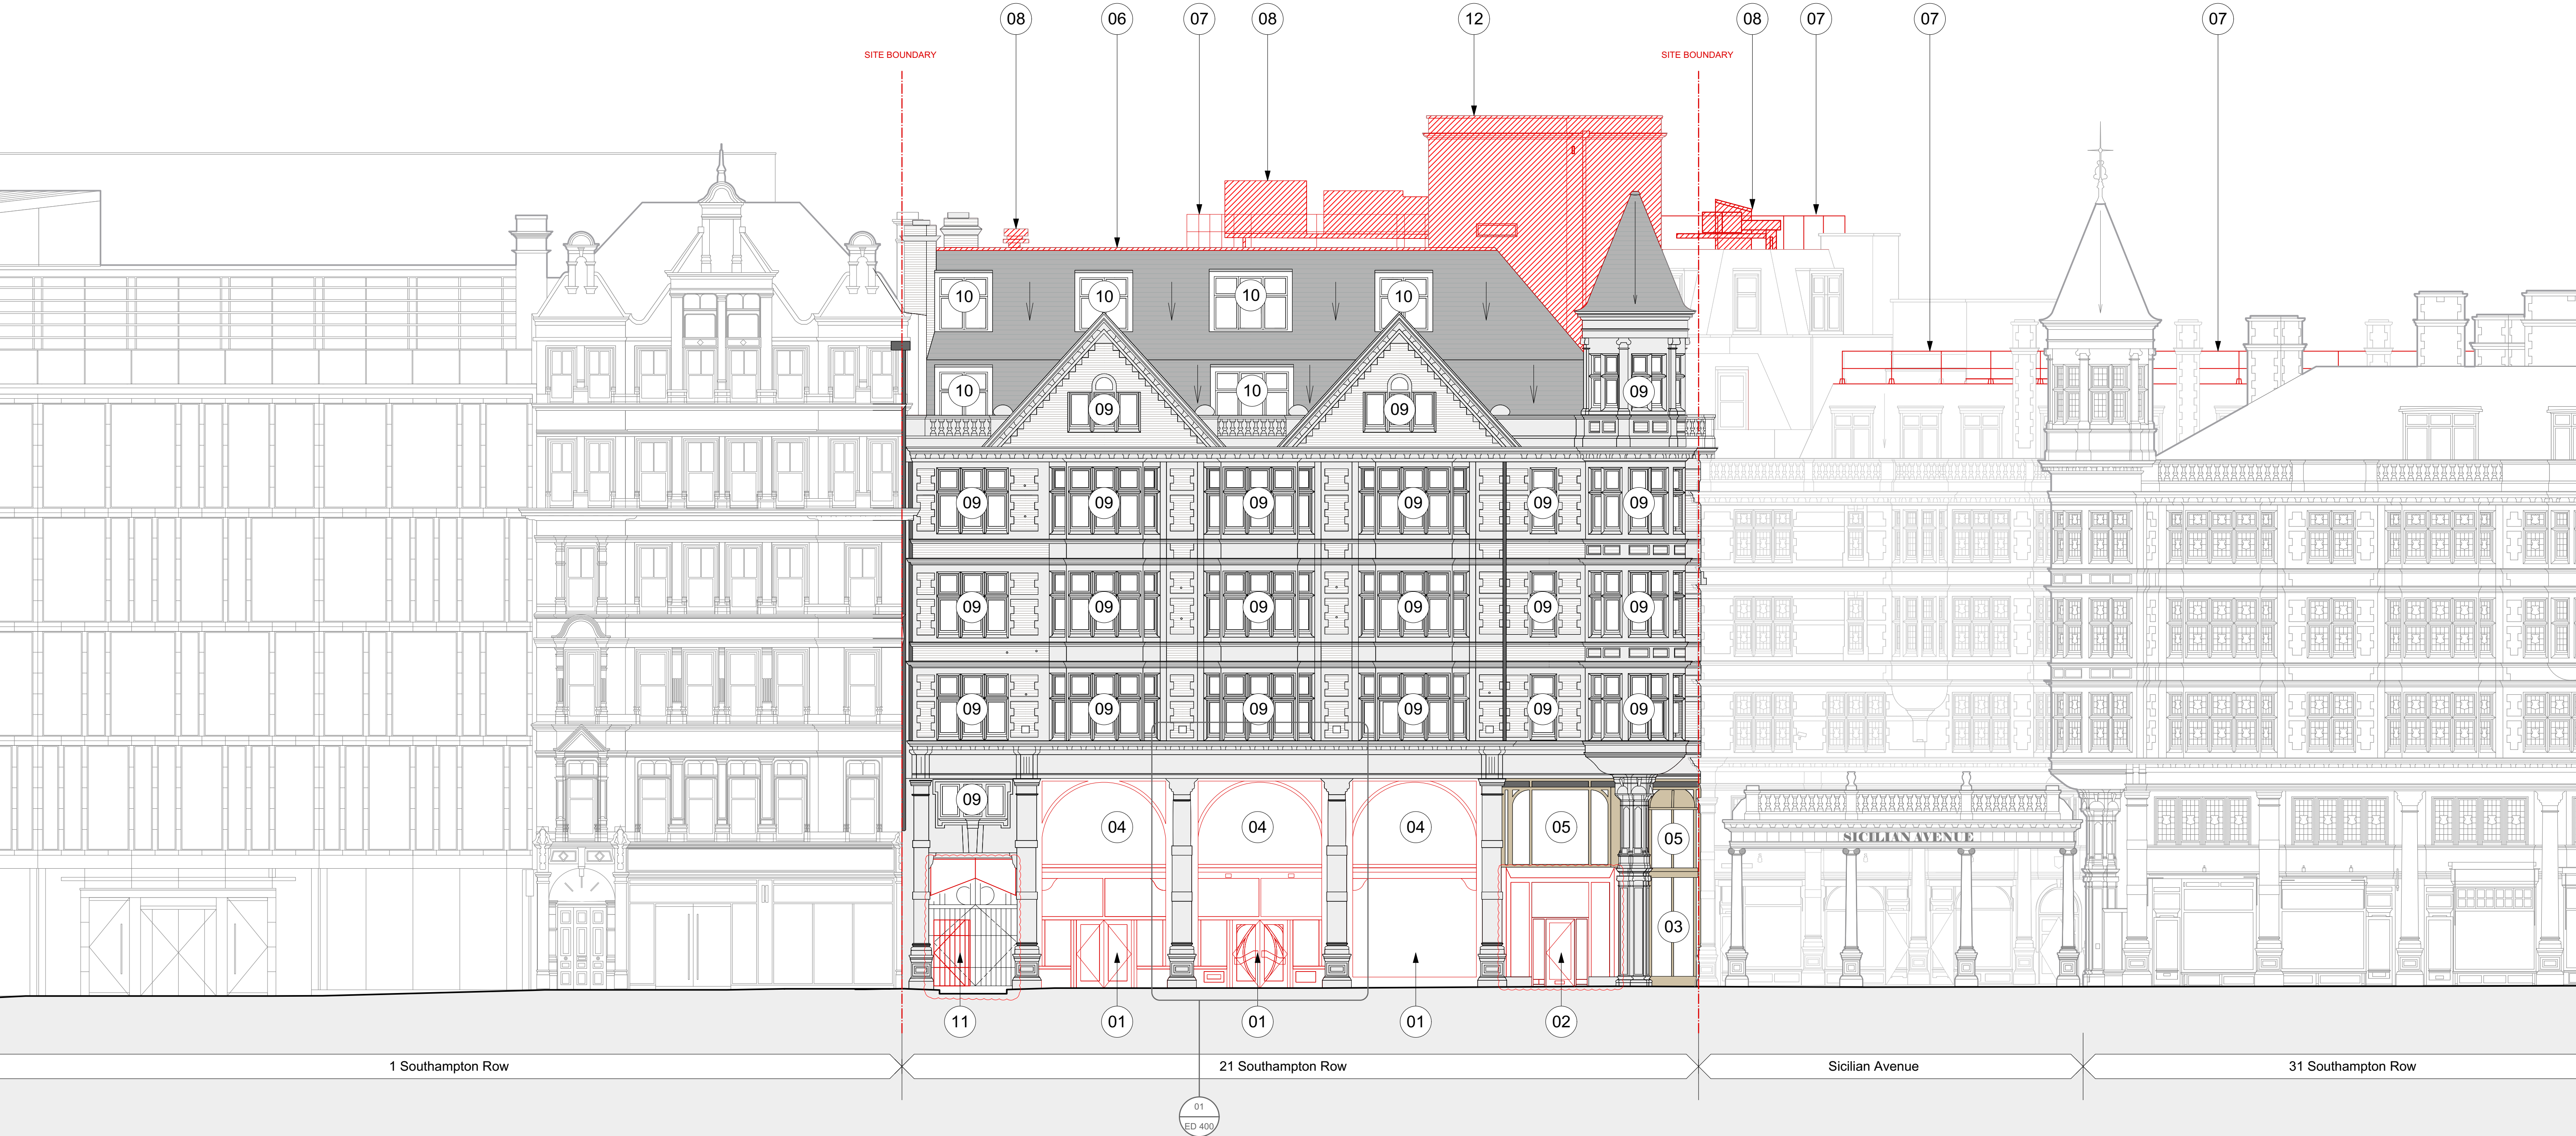 08 06 07 08 12 08 07 07 07
SITE BOUNDARY SITE BOUNDARY
10 10 10 10
10 10 09
09 09
09 09 09 09 09 09
09 09 09 09 09 09
09 09 09 09 09 09
09
04 04 04 05 05
SICILIAN AVENUE
03
11 01 01 01 02
1 Southampton Row 21 Southampton Row Sicilian Avenue 31 Southampton Row
01
ED 400